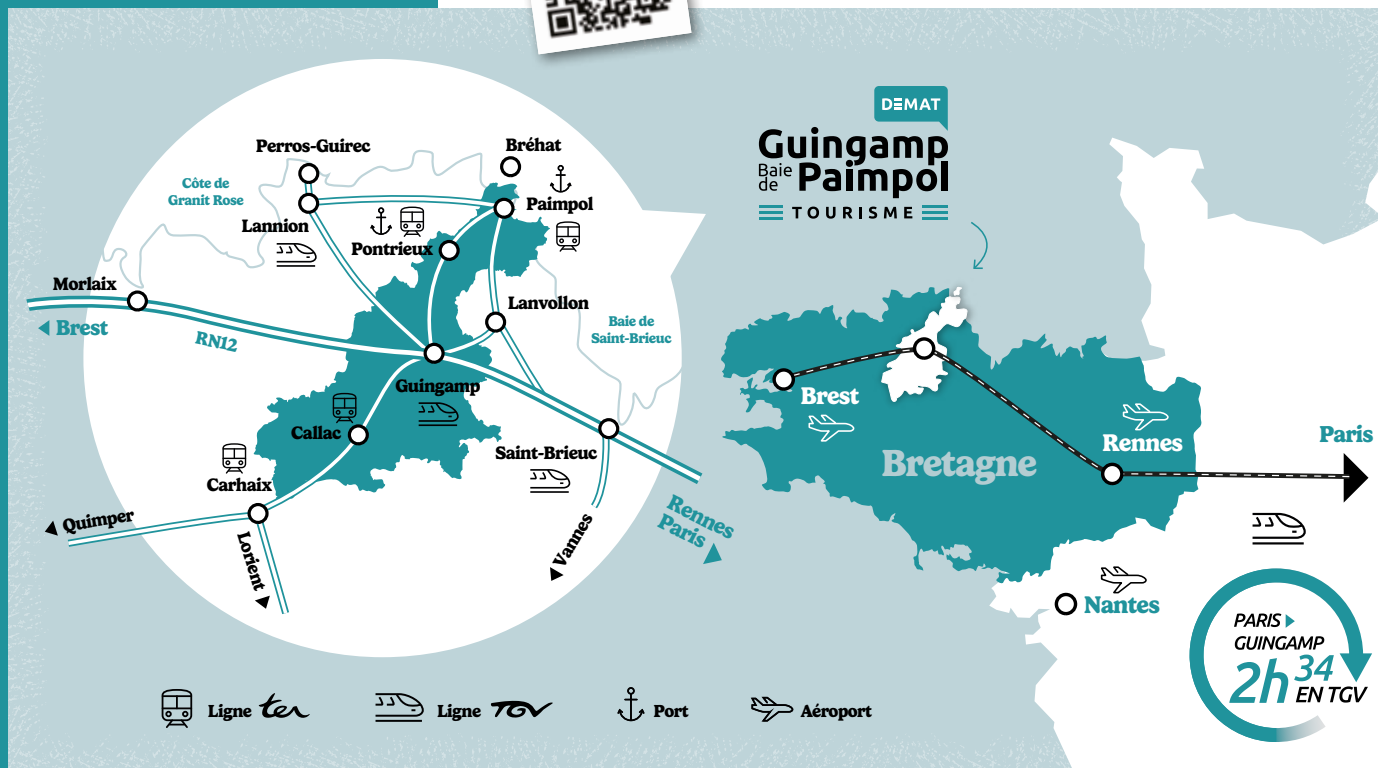 DEMAT
Guingamp
Baie de Paimpol
TOURISME
Perros-Guirec
Bréhat
Côte de
Granit Rose
Paimpol
Lannion
Pontrieux
Morlaix
Lanvollon
◄ Brest
RN12
Baie de
Saint-Brieuc
Guingamp
Callac
Saint-Brieuc
Carhaix
◄ Quimper
Lorient ►
◄ Vannes
Rennes
Paris ►
Brest
Rennes
Paris
Bretagne
Nantes
PARIS ►
GUINGAMP
2h34
EN TGV
Ligne ter
Ligne TGV
Port
Aéroport